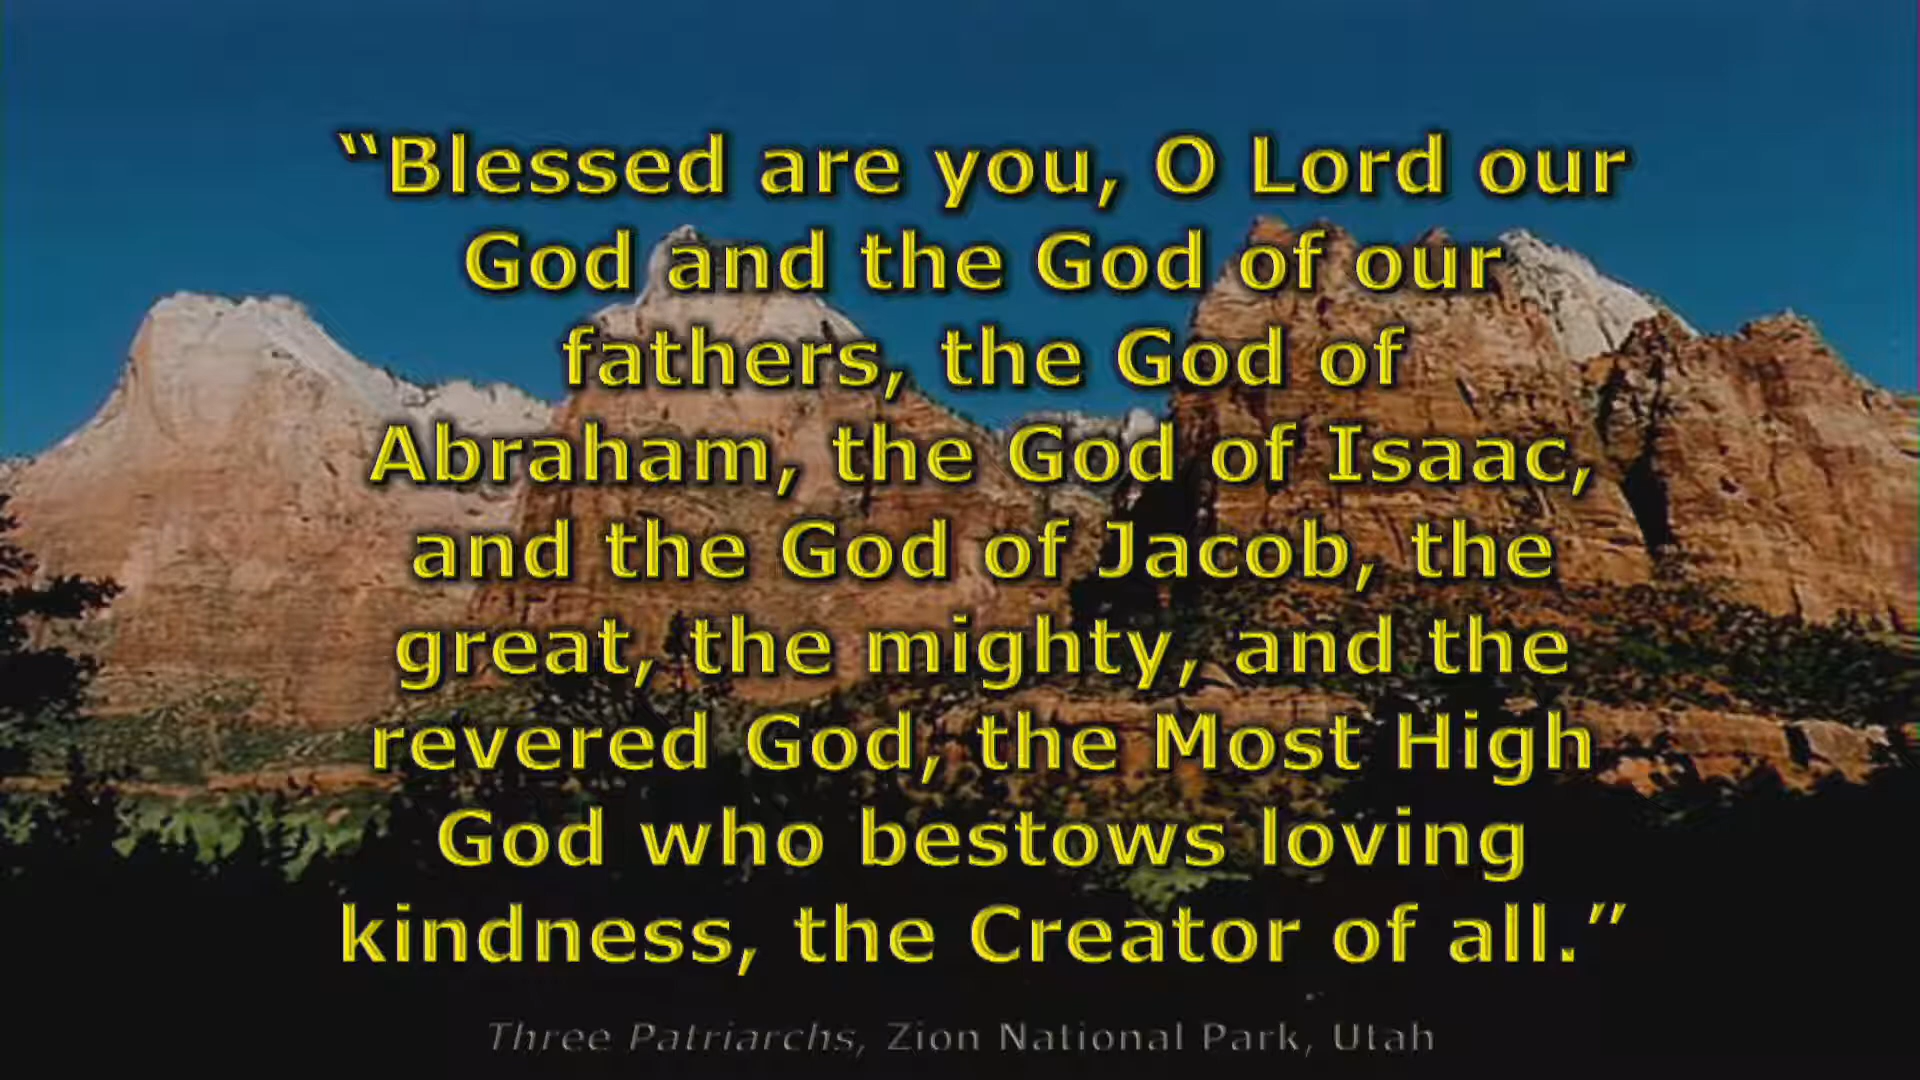 “Blessed are you, O Lord our
God and the God of our
fathers, the God of
Abraham, the God of Isaac,
and the God of Jacob, the
great, the mighty, and the
revered God, the Most High
God who bestows loving
kindness, the Creator of all.”
Three Patriarchs, Zion National Park, Utah